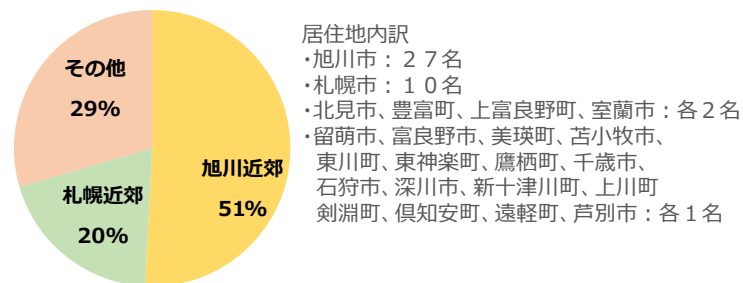 その他
29%
旭川近郊
51%
札幌近郊
20%
居住地内訳
・旭川市：２７名
・札幌市：１０名
・北見市、豊富町、上富良野町、室蘭市：各２名
・留萌市、富良野市、美瑛町、苫小牧市、
東川町、東神楽町、鷹栖町、千歳市、
石狩市、深川市、新十津川町、上川町
剣淵町、倶知安町、遠軽町、芦別市：各１名